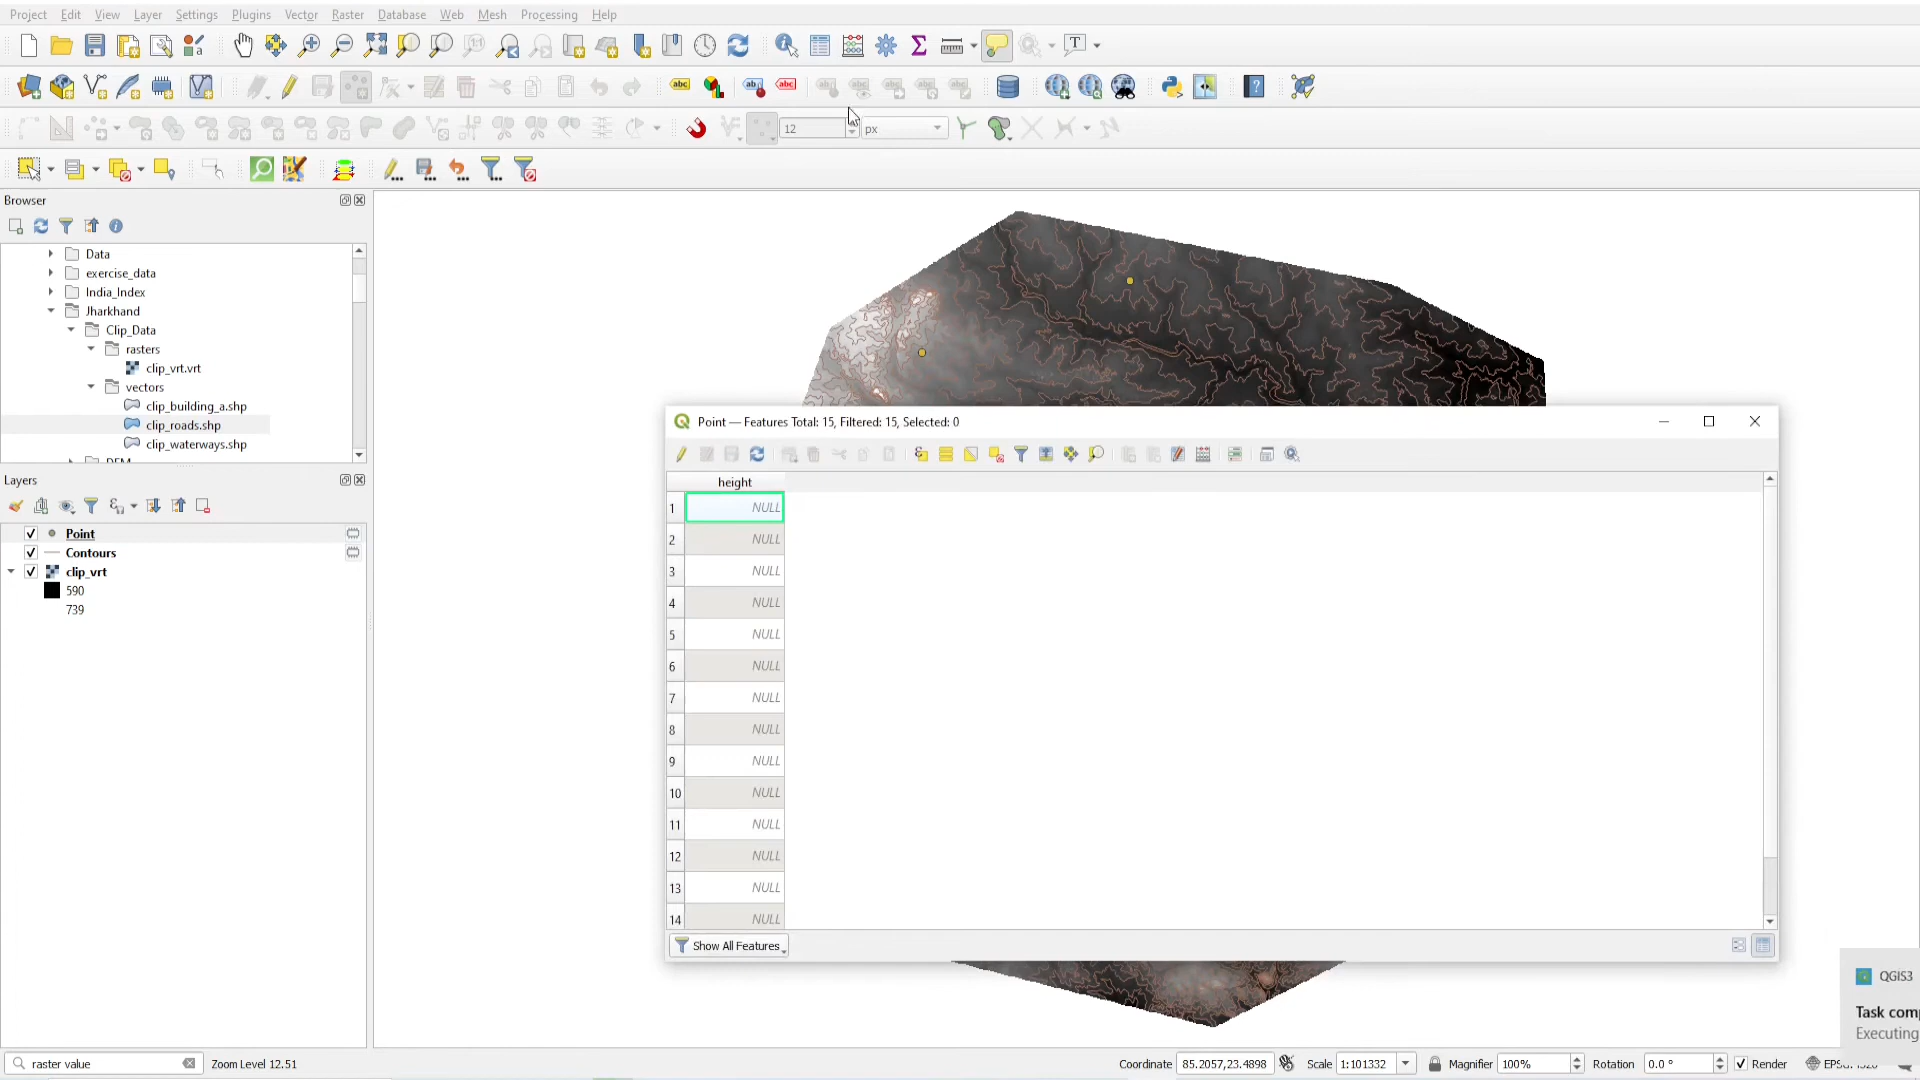 Project Edit View Layer Settings Plugins Vector Raster Database Web Mesh Processing Help
12 px
Browser
Data
exercise_data
India_Index
Jharkhand
Clip_Data
rasters
clip_vrt.vrt
vectors
clip_building_a.shp
clip_roads.shp
clip_waterways.shp
Layers
Point
Contours
clip_vrt
590
739
Point — Features Total: 15, Filtered: 15, Selected: 0
height
1 NULL
2 NULL
3 NULL
4 NULL
5 NULL
6 NULL
7 NULL
8 NULL
9 NULL
10 NULL
11 NULL
12 NULL
13 NULL
14 NULL
Show All Features
QGIS3
Task com
Executing
raster value Zoom Level 12.51 Coordinate 85.2057,23.4898 Scale 1:101332 Magnifier 100% Rotation 0.0 ° Render